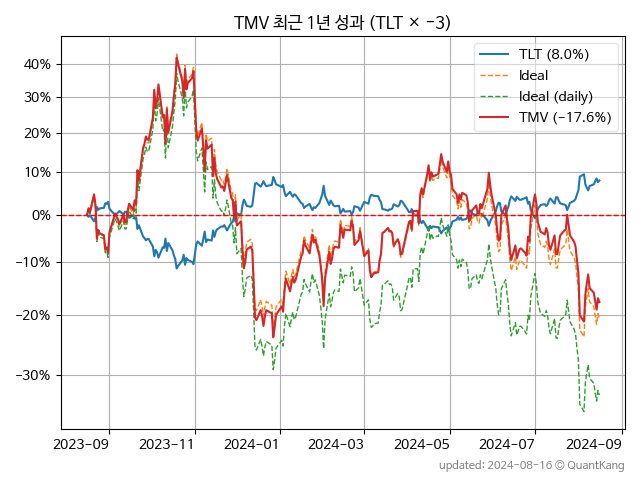 TMV 최근 1년 성과 (TLT × −3)
TLT (8.0%)
Ideal
Ideal (daily)
TMV (−17.6%)
40%
30%
20%
10%
0%
−10%
−20%
−30%
2023-09
2023-11
2024-01
2024-03
2024-05
2024-07
2024-09
updated: 2024-08-16 © QuantKang